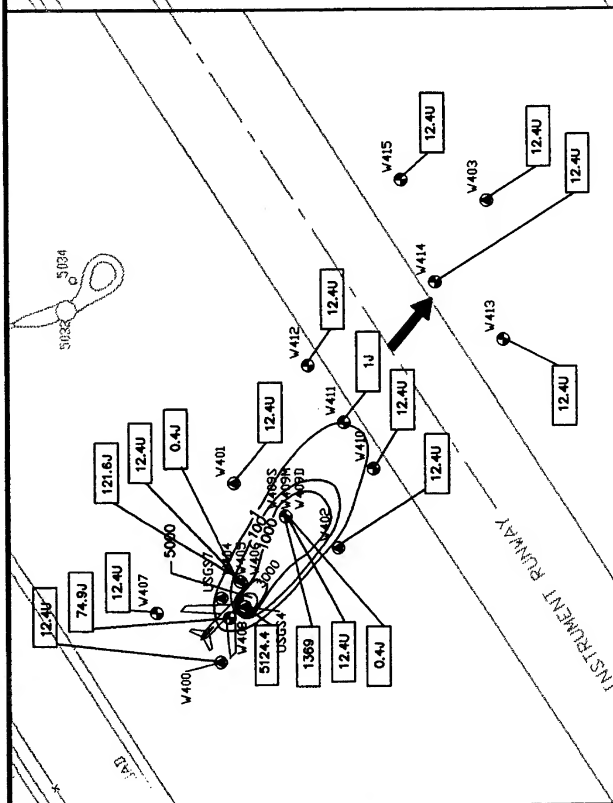 W415
12.4U
W403
12.4U
12.4U
W414
W413
12.4U
5034
5033
W412
12.4U
1J
W411
12.4U
W410
12.4U
W401
12.4U
0.4J
12.4U
121.6J
5000
100
1000
3000
W409S
W409M
W409D
W402
USGS7
W405
W406
W407
12.4U
74.9J
12.4U
W408
USGS4
W400
5124.4
1369
12.4U
0.4J
INSTRUMENT RUNWAY